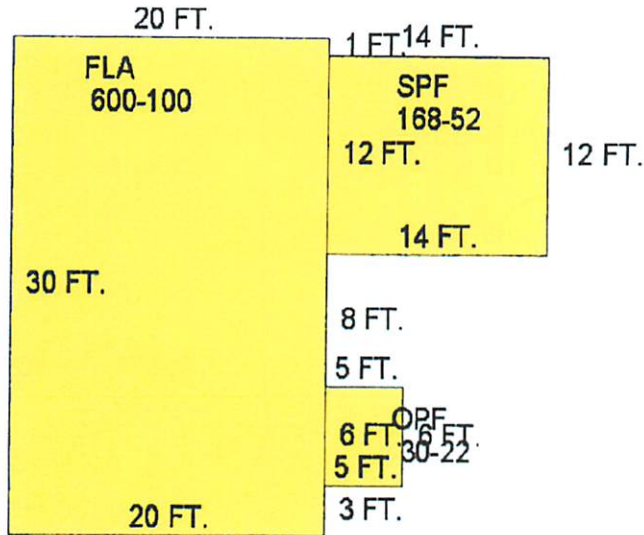 20 FT.
1 FT.
14 FT.
FLA
600-100
SPF
168-52
12 FT.
12 FT.
14 FT.
30 FT.
8 FT.
5 FT.
OPF
6 FT.
6 FT.
30-22
5 FT.
3 FT.
20 FT.